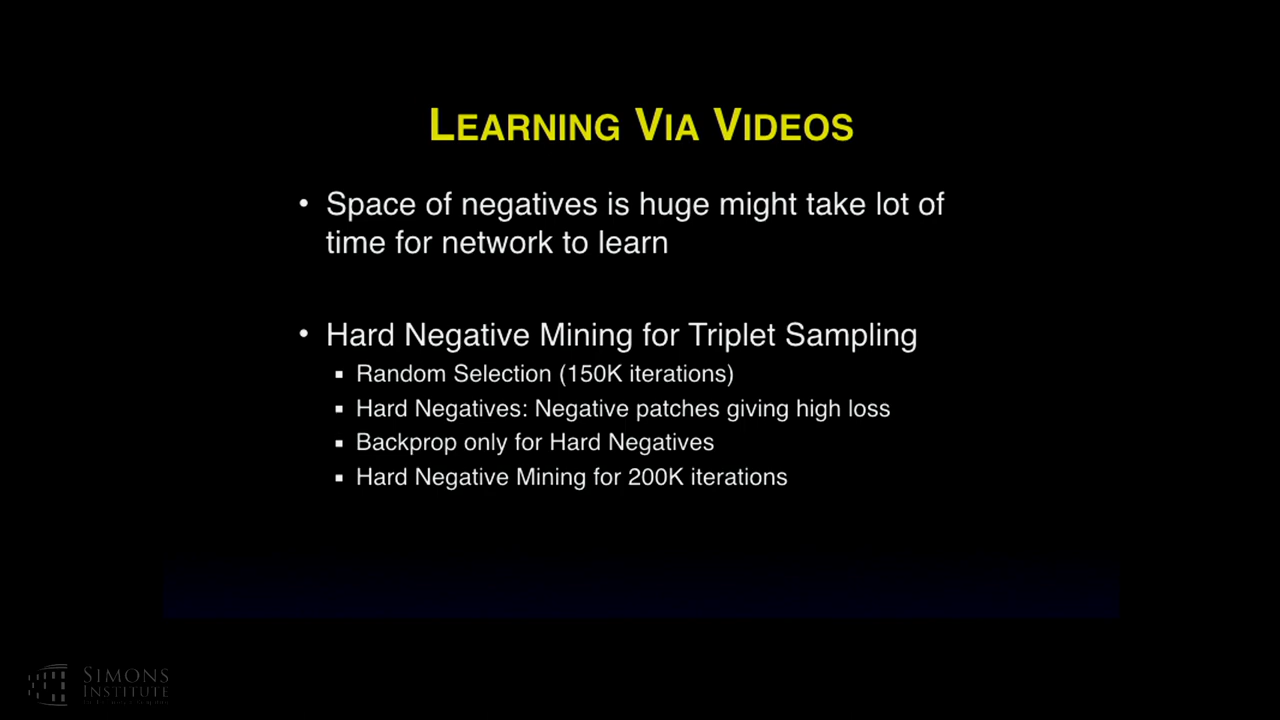 LEARNING VIA VIDEOS
• Space of negatives is huge might take lot of
time for network to learn
• Hard Negative Mining for Triplet Sampling
▪ Random Selection (150K iterations)
▪ Hard Negatives: Negative patches giving high loss
▪ Backprop only for Hard Negatives
▪ Hard Negative Mining for 200K iterations
SIMONS
INSTITUTE